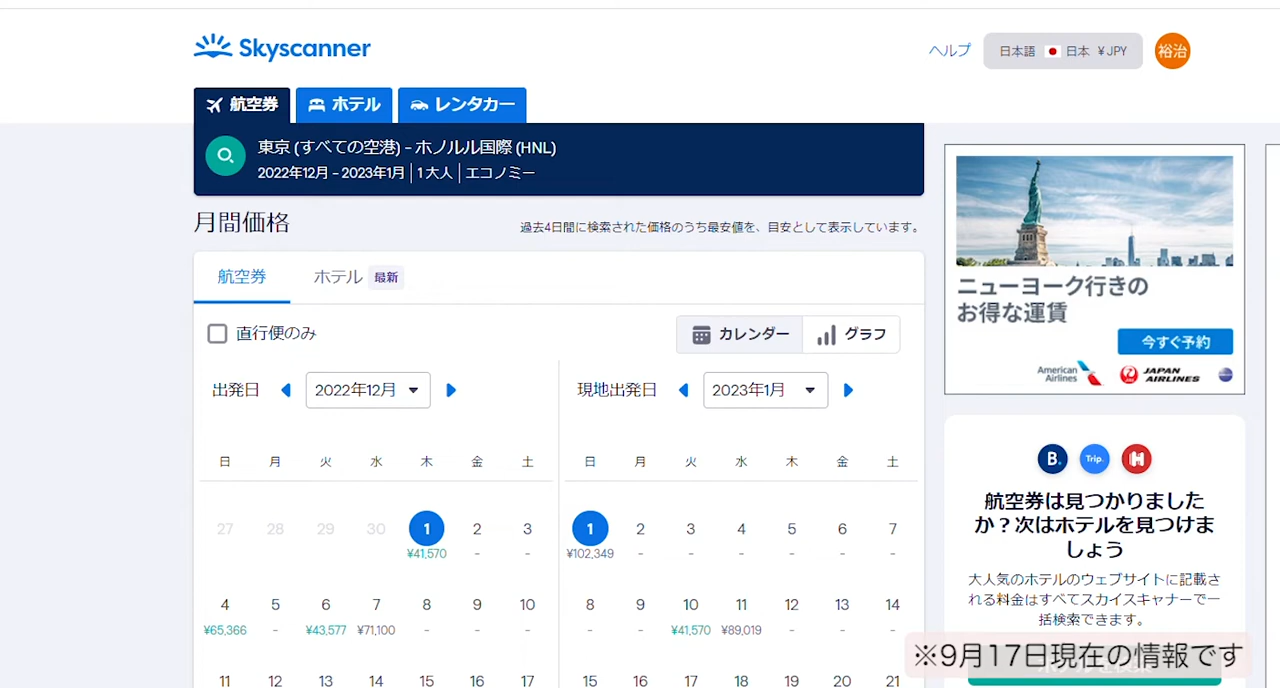 Skyscanner
ヘルプ
日本語 日本 ¥ JPY
裕治
航空券 ホテル レンタカー
東京 (すべての空港) - ホノルル国際 (HNL)
2022年12月 - 2023年1月 | 1 大人 | エコノミー
月間価格
過去4日間に検索された価格のうち最安値を、目安として表示しています。
航空券 ホテル 最新
直行便のみ
カレンダー グラフ
出発日 2022年12月
現地出発日 2023年1月
日 月 火 水 木 金 土
日 月 火 水 木 金 土
27 28 29 30 1 2 3
¥41,570 - -
1 2 3 4 5 6 7
¥102,349 - - - - - -
4 5 6 7 8 9 10
¥65,366 - ¥43,577 ¥71,100 - - -
8 9 10 11 12 13 14
- - ¥41,570 ¥89,019 - - -
11 12 13 14 15 16 17
15 16 17 18 19 20 21
ニューヨーク行きの
お得な運賃
今すぐ予約
American
Airlines
JAPAN
AIRLINES
B.
Trip.
H
航空券は見つかりました
か？次はホテルを見つけま
しょう
大人気のホテルのウェブサイトに記載さ
れる料金はすべてスカイスキャナーで一
括検索できます。
※9月17日現在の情報です